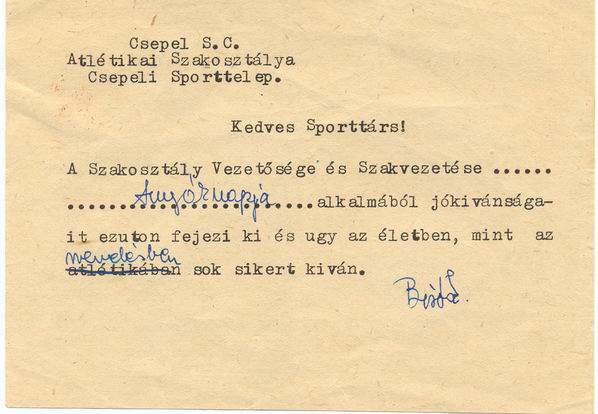 Csepel S.C.
Atlétikai Szakosztálya
Csepeli Sporttelep.
Kedves Sporttárs!
A Szakosztály Vezetősége és Szakvezetése ......
................Anyáknapja....alkalmából jókivánsága-
it ezuton fejezi ki és ugy az életben, mint az
nevelésben
atlétikában sok sikert kiván.